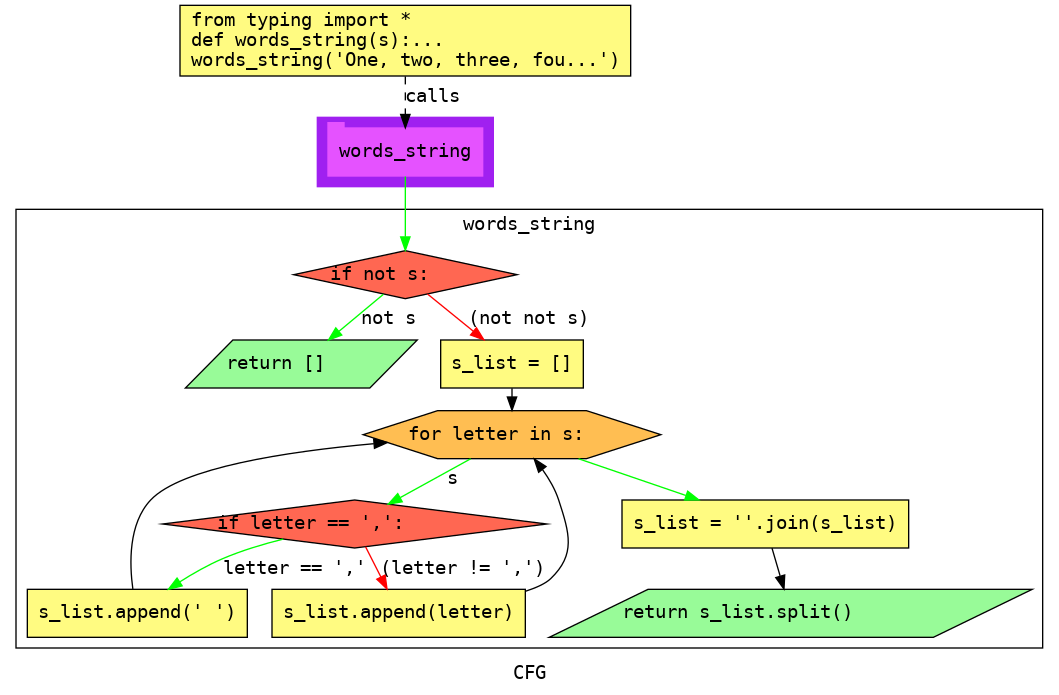 from typing import *
def words_string(s):...
words_string('One, two, three, fou...')
calls
words_string
words_string
if not s:
not s
(not not s)
return []
s_list = []
for letter in s:
s
if letter == ',':
s_list = ''.join(s_list)
letter == ','
(letter != ',')
s_list.append(' ')
s_list.append(letter)
return s_list.split()
CFG